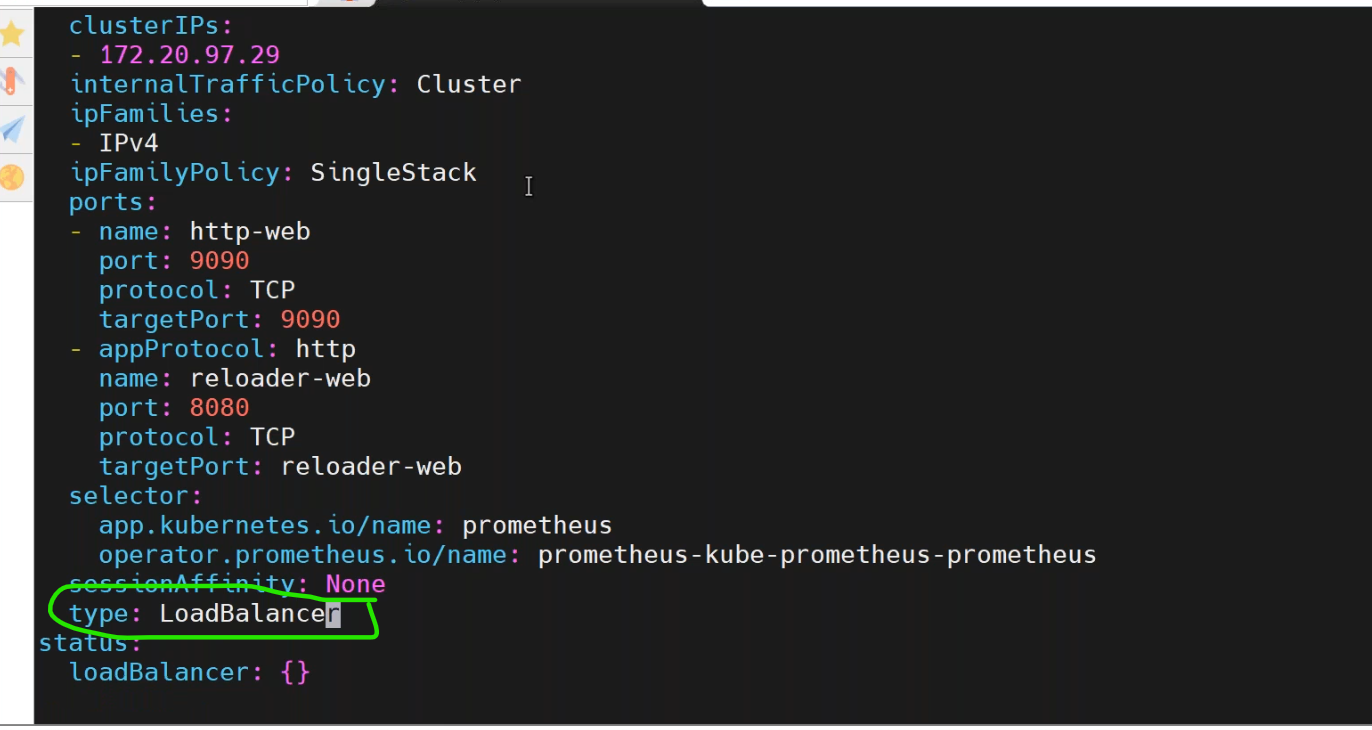 clusterIPs:
- 172.20.97.29
internalTrafficPolicy: Cluster
ipFamilies:
- IPv4
ipFamilyPolicy: SingleStack
ports:
- name: http-web
port: 9090
protocol: TCP
targetPort: 9090
- appProtocol: http
name: reloader-web
port: 8080
protocol: TCP
targetPort: reloader-web
selector:
app.kubernetes.io/name: prometheus
operator.prometheus.io/name: prometheus-kube-prometheus-prometheus
sessionAffinity: None
type: LoadBalancer
status:
loadBalancer: {}